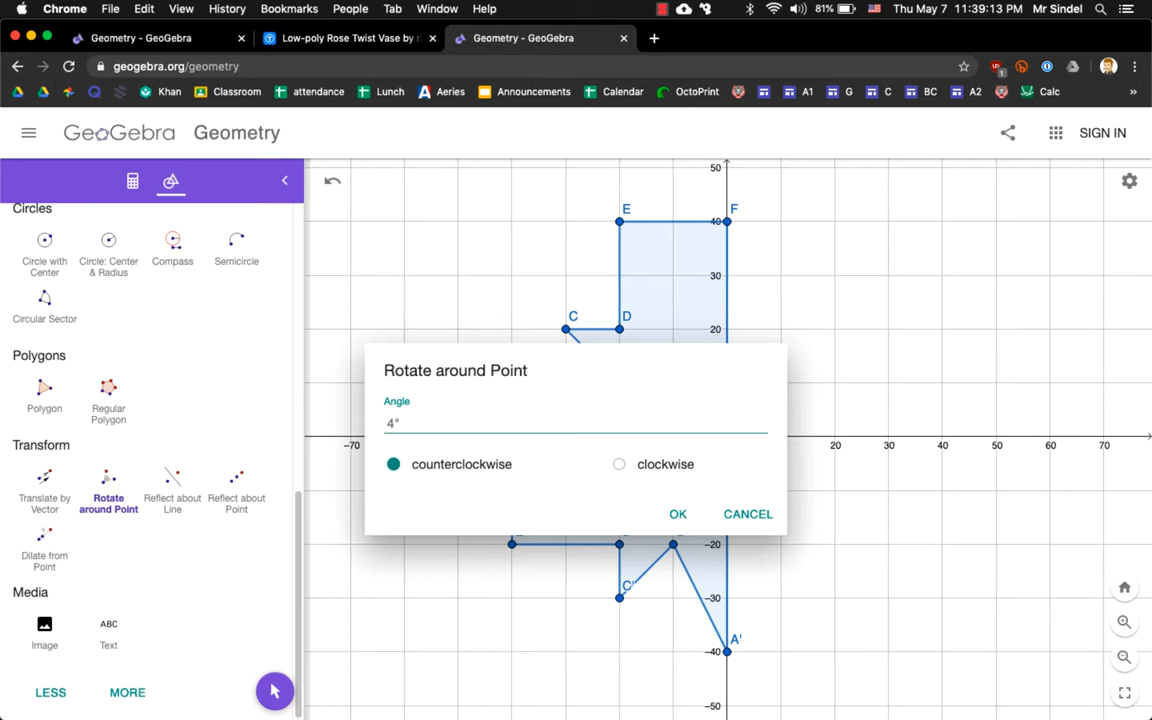 Chrome File Edit View History Bookmarks People Tab Window Help 81% Thu May 7 11:39:13 PM Mr Sindel
Geometry - GeoGebra Low-poly Rose Twist Vase by Geometry - GeoGebra
geogebra.org/geometry
Khan Classroom attendance Lunch Aeries Announcements Calendar OctoPrint A1 G C BC A2 Calc »
GeoGebra Geometry SIGN IN
Circles
Circle with Center
Circle: Center & Radius
Compass
Semicircle
Circular Sector
Polygons
Polygon
Regular Polygon
Transform
Translate by Vector
Rotate around Point
Reflect about Line
Reflect about Point
Dilate from Point
Media
Image
ABC
Text
LESS MORE
50
E F
40
30
C D
20
Rotate around Point
Angle
4°
counterclockwise clockwise
OK CANCEL
-70 20 30 40 50 60 70
-20
C'
-30
A'
-40
-50